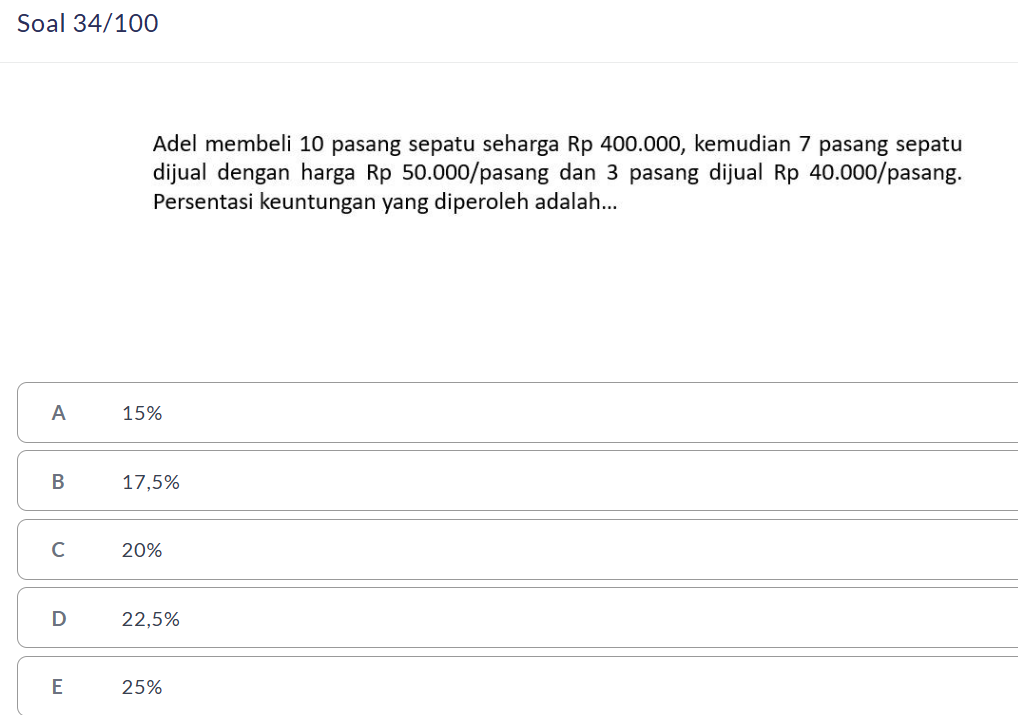 Soal 34/100
Adel membeli 10 pasang sepatu seharga Rp 400.000, kemudian 7 pasang sepatu
dijual dengan harga Rp 50.000/pasang dan 3 pasang dijual Rp 40.000/pasang.
Persentasi keuntungan yang diperoleh adalah...
A 15%
B 17,5%
C 20%
D 22,5%
E 25%